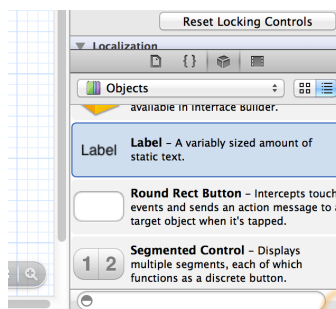 Reset Locking Controls
Localization
{}
Objects
available in Interface Builder.
Label
Label – A variably sized amount of
static text.
Round Rect Button – Intercepts touch
events and sends an action message to a
target object when it's tapped.
1 2
Segmented Control – Displays
multiple segments, each of which
functions as a discrete button.